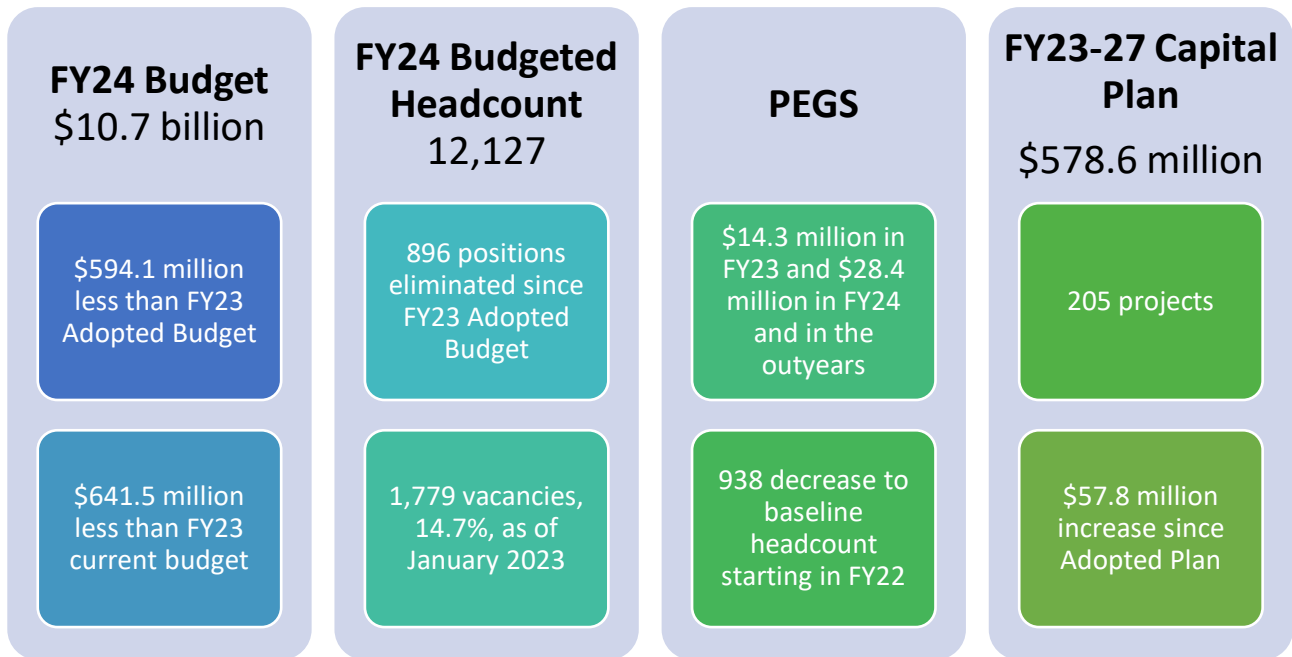 FY24 Budget
$10.7 billion
$594.1 million
less than FY23
Adopted Budget
$641.5 million
less than FY23
current budget
FY24 Budgeted
Headcount
12,127
896 positions
eliminated since
FY23 Adopted
Budget
1,779 vacancies,
14.7%, as of
January 2023
PEGS
$14.3 million in
FY23 and $28.4
million in FY24
and in the
outyears
938 decrease to
baseline
headcount
starting in FY22
FY23-27 Capital
Plan
$578.6 million
205 projects
$57.8 million
increase since
Adopted Plan